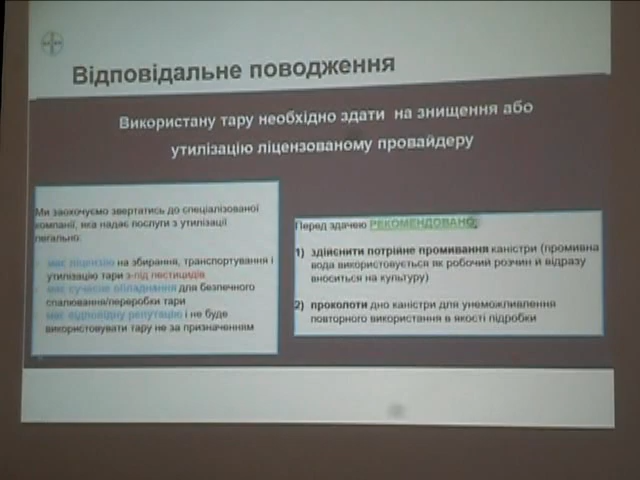 Відповідальне поводження
Використану тару необхідно здати на знищення або
утилізацію ліцензованому провайдеру
Ми заохочуємо звертатись до спеціалізованої
компанії, яка надає послуги з утилізації
легально:
має ліцензію на збирання, транспортування і
утилізацію тари з-під пестицидів
має сучасне обладнання для безпечного
спалювання/переробки тари
має відповідну репутацію і не буде
використовувати тару не за призначенням
Перед здачею РЕКОМЕНДОВАНО:
1) здійснити потрійне промивання каністри (промивна
вода використовується як робочий розчин й відразу
вноситься на культуру)
2) проколоти дно каністри для унеможливлення
повторного використання в якості підробки